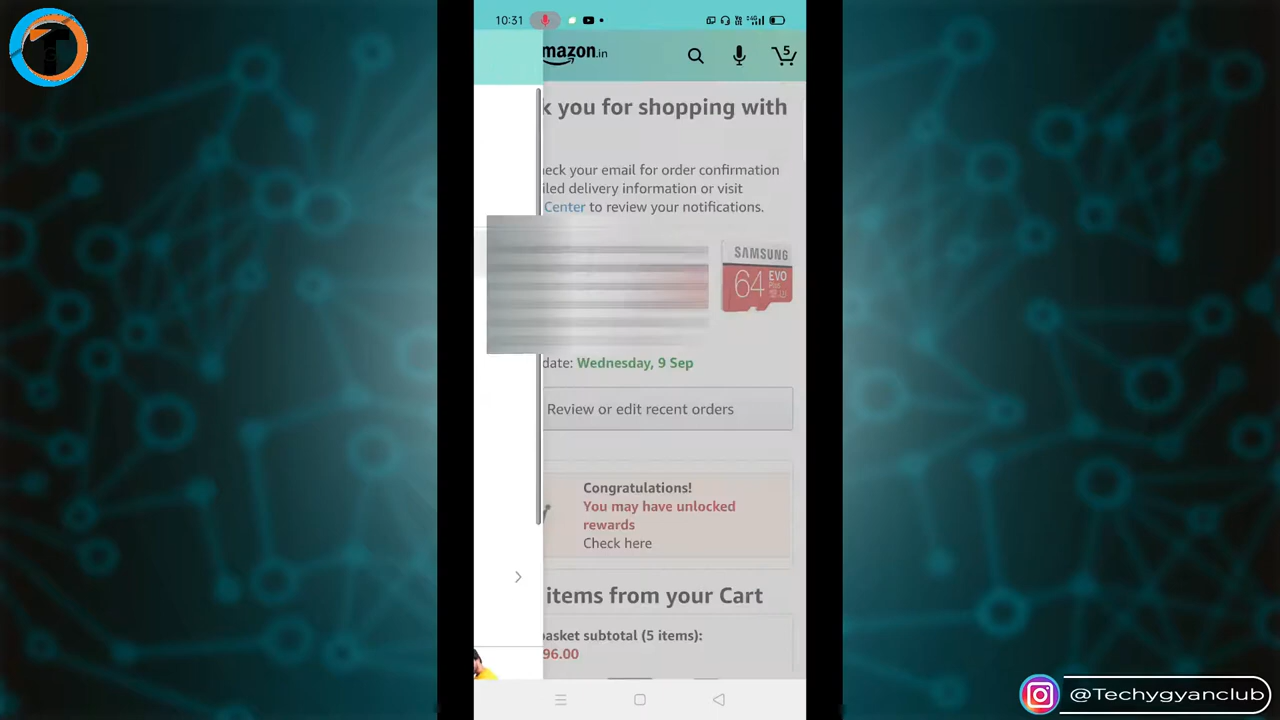 10:31
mazon.in
5
k you for shopping with
eck your email for order confirmation
iled delivery information or visit
Center to review your notifications.
SAMSUNG
64 EVO
Plus
date: Wednesday, 9 Sep
Review or edit recent orders
Congratulations!
You may have unlocked
rewards
Check here
items from your Cart
basket subtotal (5 items):
96.00
@Techygyanclub